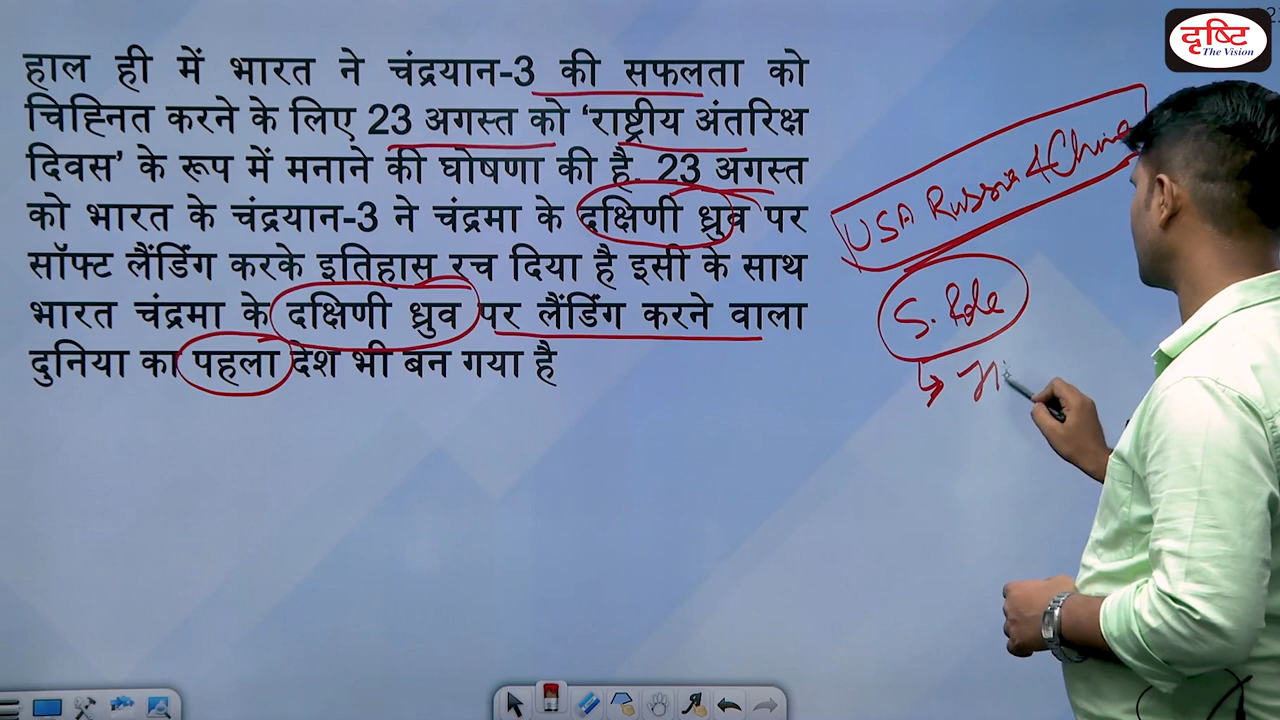 दृष्टि
The Vision
हाल ही में भारत ने चंद्रयान-3 की सफलता को
चिह्नित करने के लिए 23 अगस्त को ‘राष्ट्रीय अंतरिक्ष
दिवस’ के रूप में मनाने की घोषणा की है. 23 अगस्त
को भारत के चंद्रयान-3 ने चंद्रमा के दक्षिणी ध्रुव पर
सॉफ्ट लैंडिंग करके इतिहास रच दिया है इसी के साथ
भारत चंद्रमा के दक्षिणी ध्रुव पर लैंडिंग करने वाला
दुनिया का पहला देश भी बन गया है
USA Russia & China
S. Pole